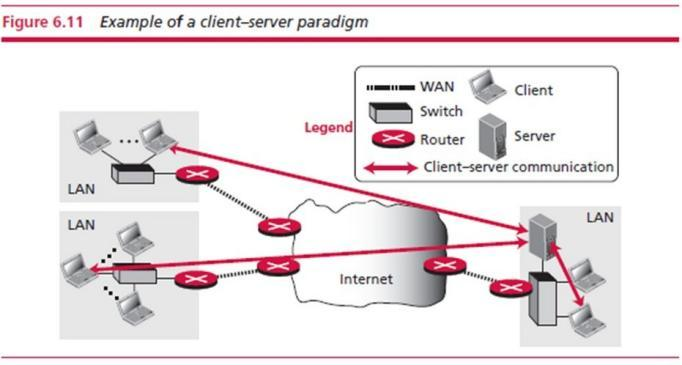 Figure 6.11 Example of a client–server paradigm
Legend
WAN
Client
Switch
Router
Server
Client–server communication
LAN
LAN
LAN
Internet